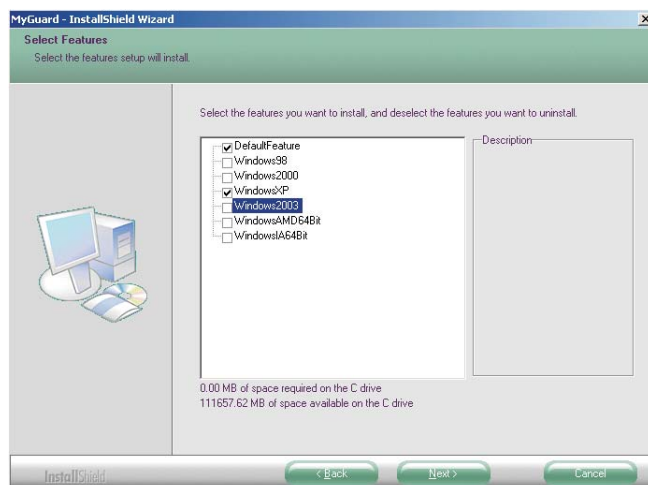 MyGuard - InstallShield Wizard
Select Features
Select the features setup will install.
Select the features you want to install, and deselect the features you want to uninstall.
DefaultFeature
Windows98
Windows2000
WindowsXP
Windows2003
WindowsAMD64Bit
WindowsIA64Bit
Description
0.00 MB of space required on the C drive
111657.62 MB of space available on the C drive
InstallShield
< Back
Next >
Cancel